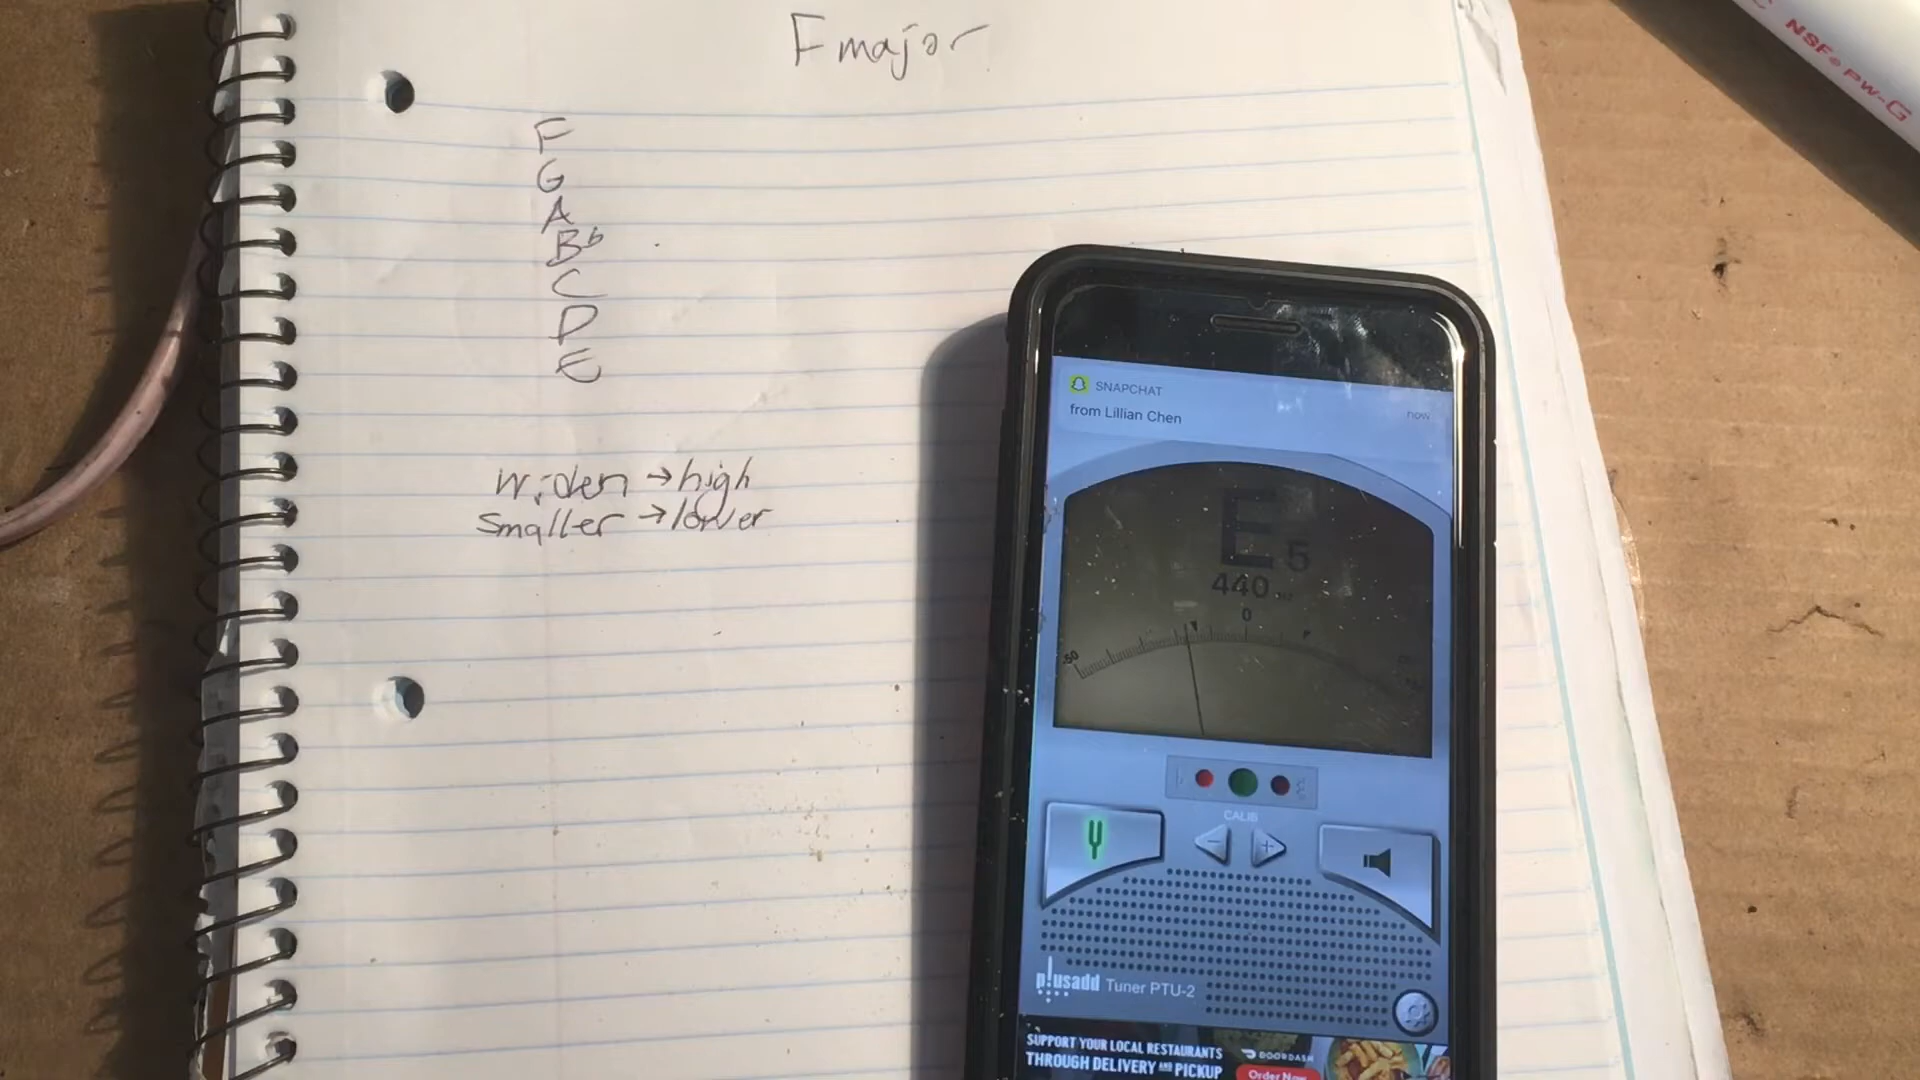 F major
NSF® PW-G
F
G
A
Bb
C
D
E
widen → high
smaller → lower
SNAPCHAT
now
from Lillian Chen
E5
440
0
-50
CALIB
- +
plusadd Tuner PTU-2
SUPPORT YOUR LOCAL RESTAURANTS
THROUGH DELIVERY AND PICKUP
DOORDASH
Order Now